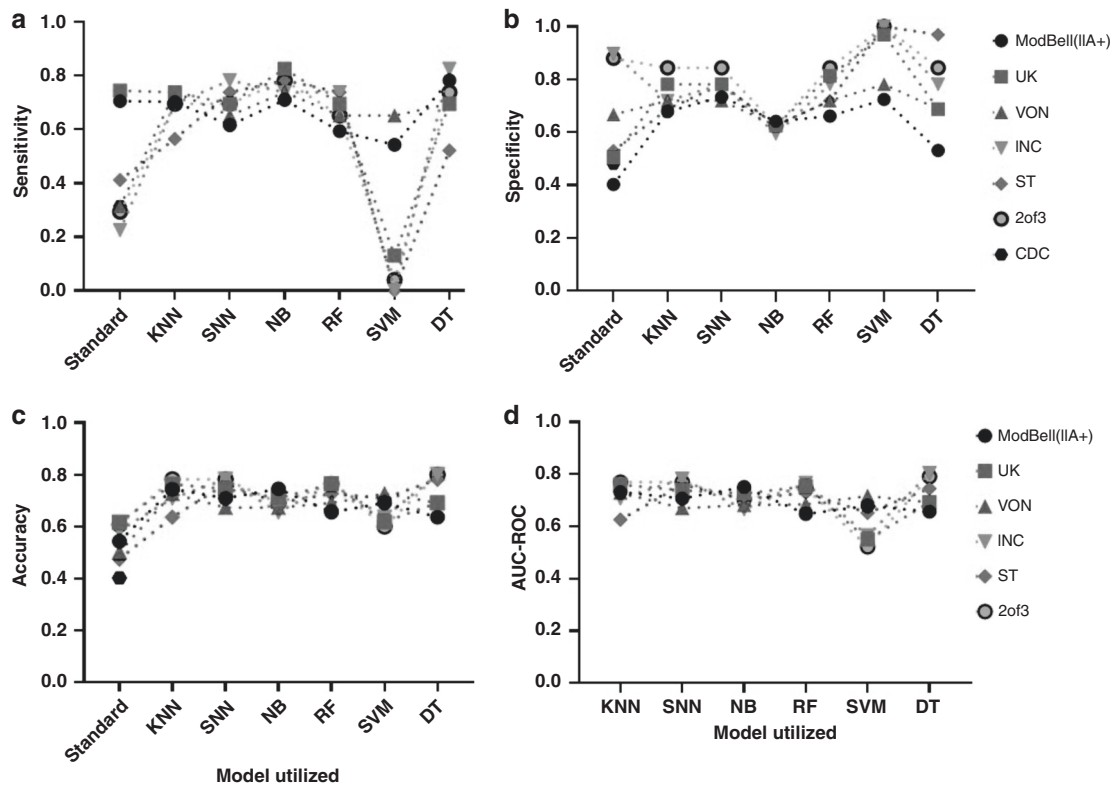 a
1.0
0.8
0.6
0.4
0.2
0.0
Sensitivity
Standard
KNN
SNN
NB
RF
SVM
DT
b
1.0
0.8
0.6
0.4
0.2
0.0
Specificity
Standard
KNN
SNN
NB
RF
SVM
DT
ModBell(IIA+)
UK
VON
INC
ST
2of3
CDC
c
1.0
0.8
0.6
0.4
0.2
0.0
Accuracy
Standard
KNN
SNN
NB
RF
SVM
DT
Model utilized
d
1.0
0.8
0.6
0.4
0.2
0.0
AUC-ROC
KNN
SNN
NB
RF
SVM
DT
Model utilized
ModBell(IIA+)
UK
VON
INC
ST
2of3